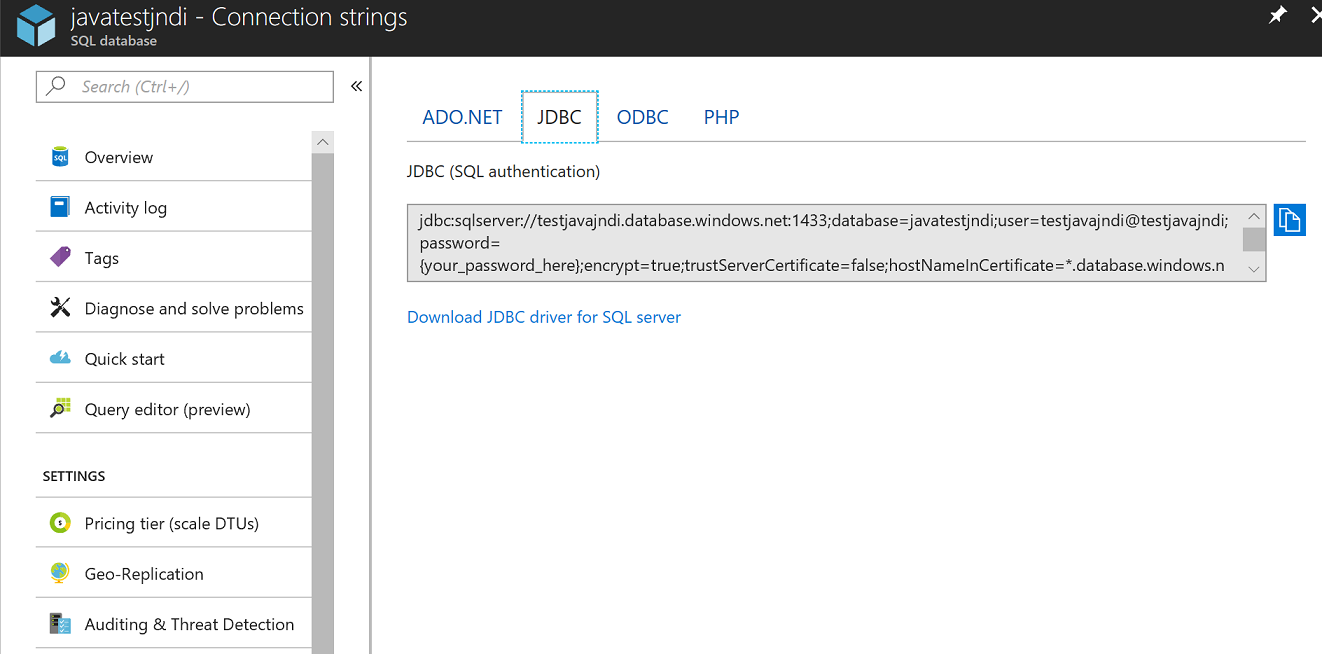 javatestjndi - Connection strings
SQL database
Search (Ctrl+/)
«
SQL
Overview
Activity log
Tags
Diagnose and solve problems
Quick start
Query editor (preview)
SETTINGS
Pricing tier (scale DTUs)
Geo-Replication
Auditing & Threat Detection
ADO.NET JDBC ODBC PHP
JDBC (SQL authentication)
jdbc:sqlserver://testjavajndi.database.windows.net:1433;database=javatestjndi;user=testjavajndi@testjavajndi;
password=
{your_password_here};encrypt=true;trustServerCertificate=false;hostNameInCertificate=*.database.windows.n
Download JDBC driver for SQL server